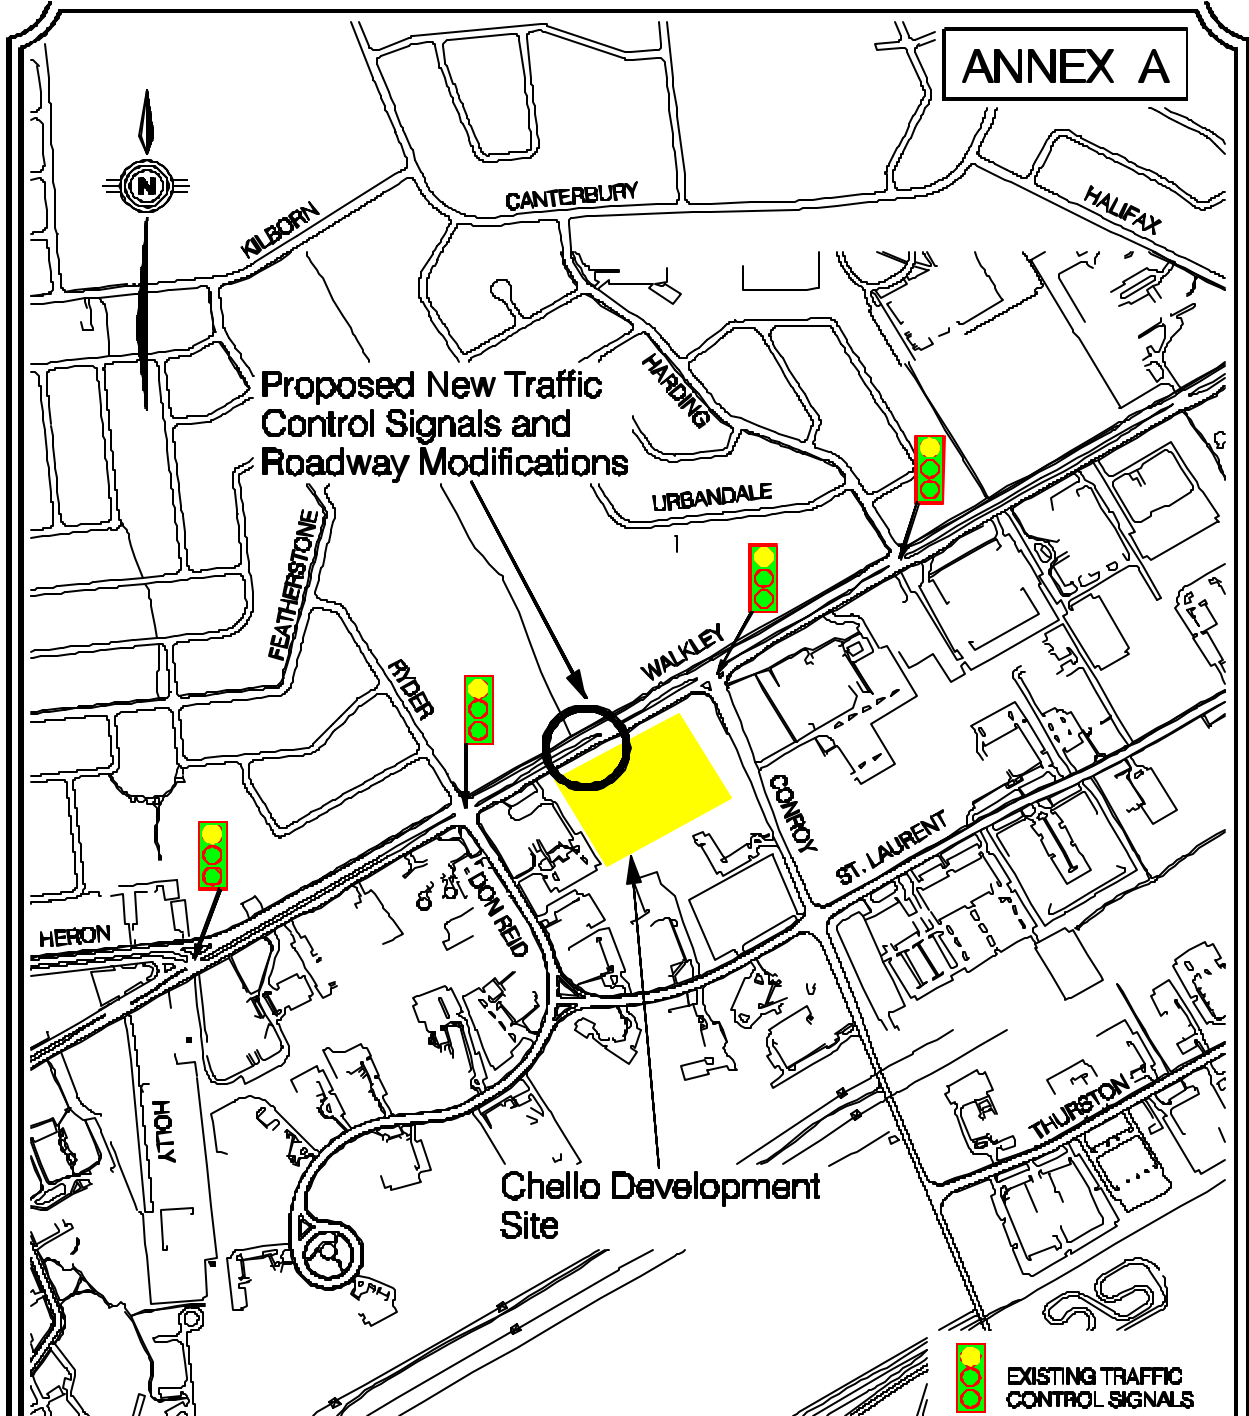 ANNEX A
N
KILBORN
CANTERBURY
HALIFAX
Proposed New Traffic
Control Signals and
Roadway Modifications
HARDING
URBANDALE
FEATHERSTONE
RYDER
WALKLEY
CONROY
ST. LAURENT
HERON
DON REID
HOLLY
THURSTON
Chello Development
Site
EXISTING TRAFFIC
CONTROL SIGNALS